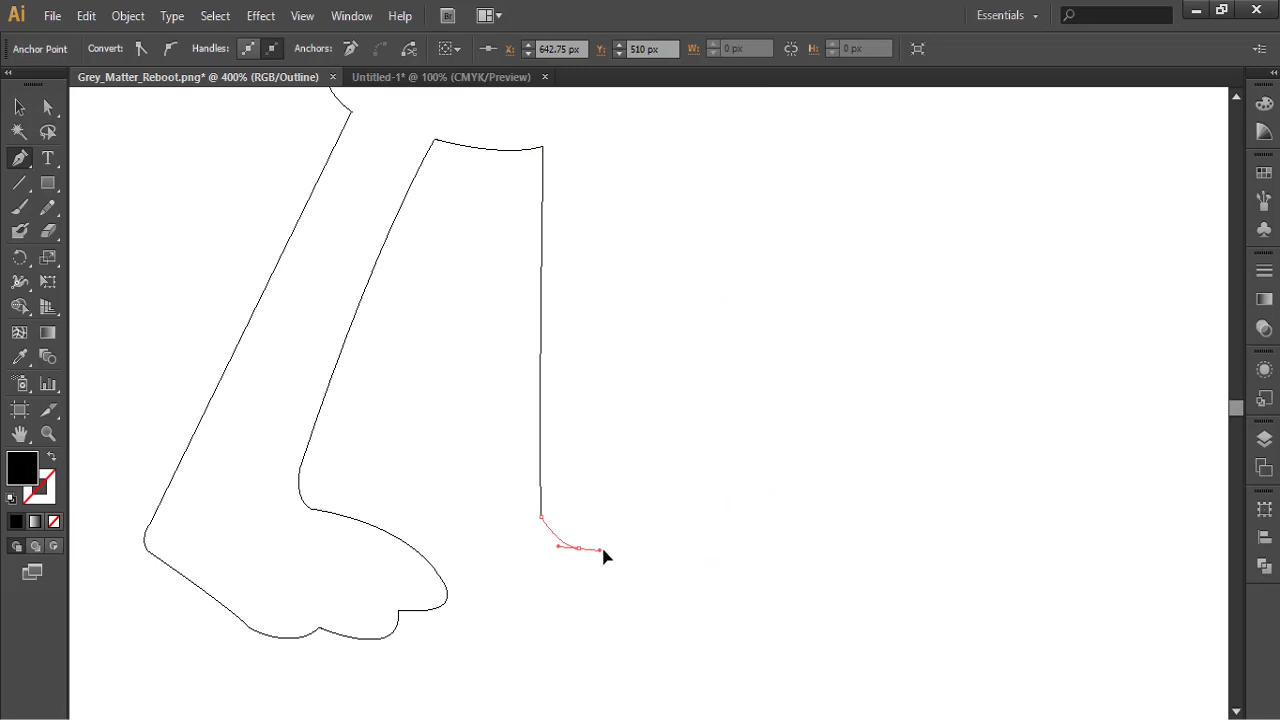 Ai File Edit Object Type Select Effect View Window Help Br Essentials
Anchor Point Convert: Handles: Anchors: X: 642.75 px Y: 510 px W: 0 px H: 0 px
Grey_Matter_Reboot.png* @ 400% (RGB/Outline) × Untitled-1* @ 100% (CMYK/Preview) ×